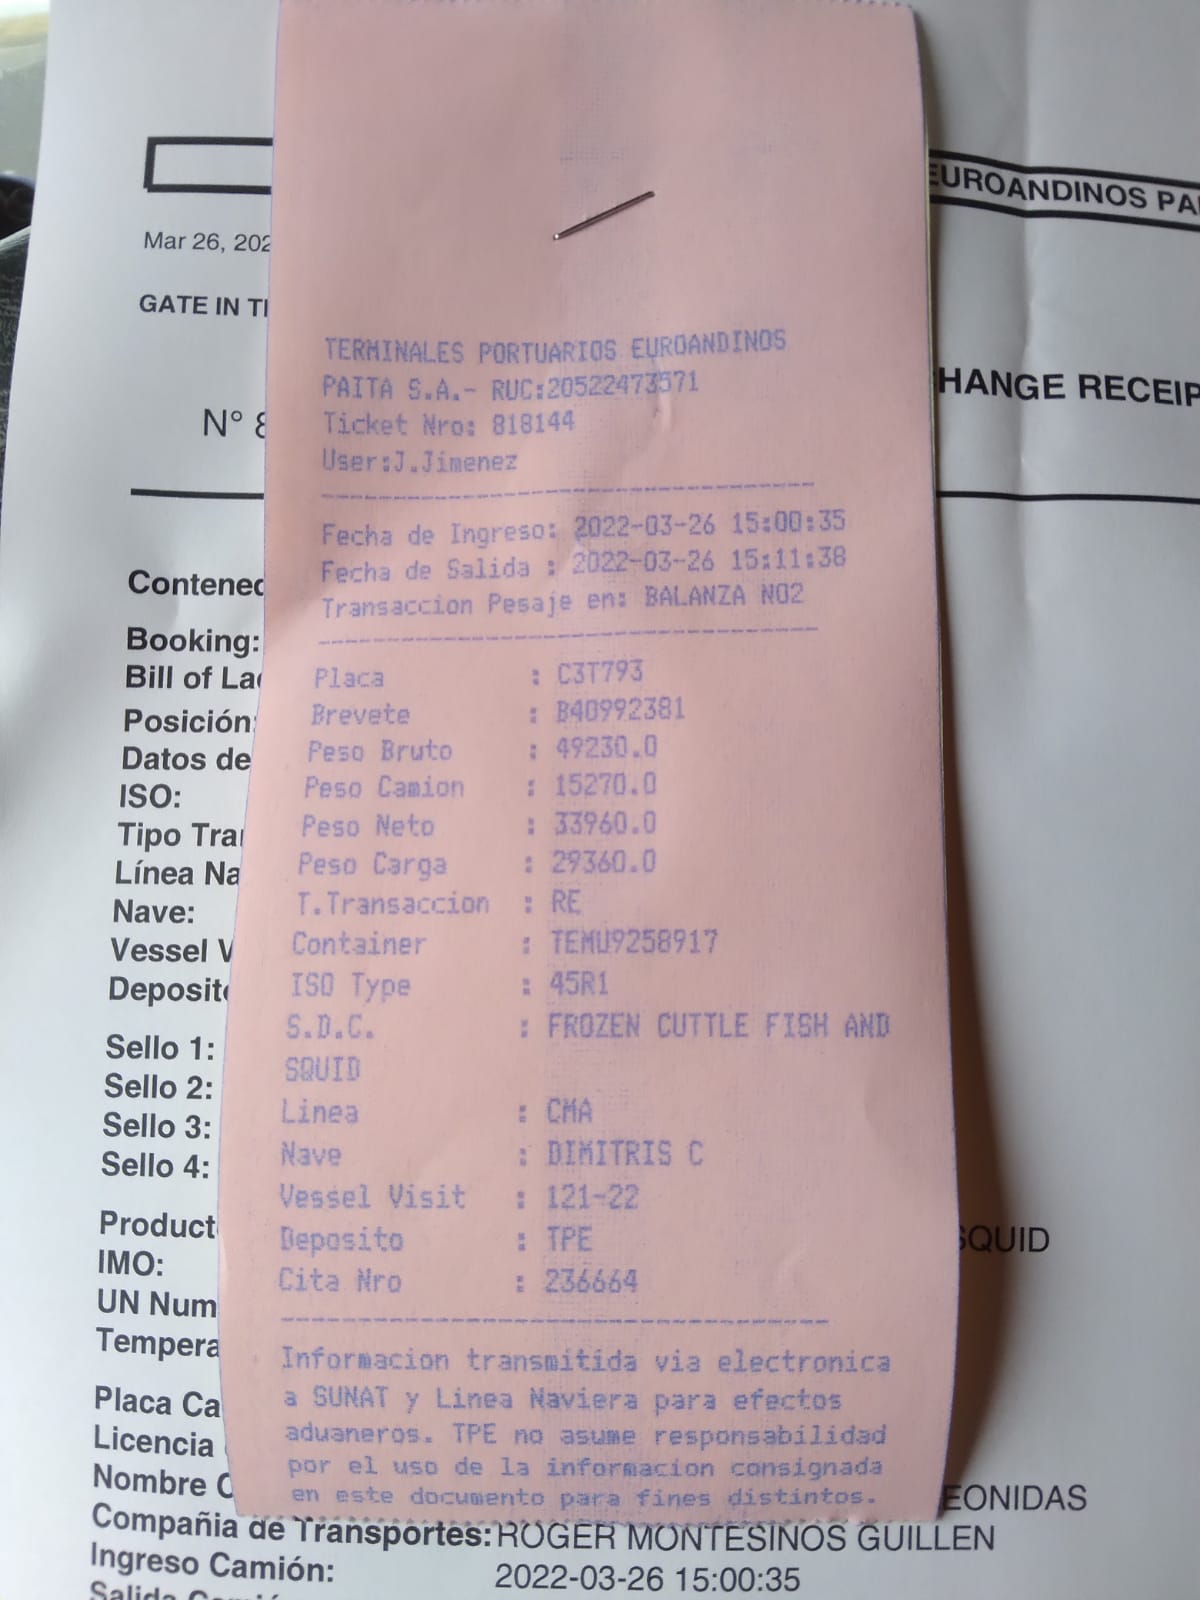 EUROANDINOS
Mar 26, 202
GATE IN
HANGE RECEIP
N° 8
TERMINALES PORTUARIOS EUROANDINOS
PAITA S.A.- RUC:20522473571
Ticket Nro: 818144
User:J.Jimenez
Fecha de Ingreso: 2022-03-26 15:00:35
Fecha de Salida : 2022-03-26 15:11:38
Transaccion Pesaje en: BALANZA NO2
Placa : C3T793
Brevete : B40992381
Peso Bruto : 49230.0
Peso Camion : 15270.0
Peso Neto : 33960.0
Peso Carga : 29360.0
T.Transaccion : RE
Container : TEMU9258917
ISO Type : 45R1
S.D.C. : FROZEN CUTTLE FISH AND
SQUID
Linea : CMA
Nave : DIMITRIS C
Vessel Visit : 121-22
Deposito : TPE
Cita Nro : 236664
Informacion transmitida via electronica
a SUNAT y Linea Naviera para efectos
aduaneros. TPE no asume responsabilidad
por el uso de la informacion consignada
en este documento para fines distintos.
Contened
Booking:
Bill of La
Posición:
Datos de
ISO:
Tipo Tra
Línea Na
Nave:
Vessel V
Deposit
Sello 1:
Sello 2:
Sello 3:
Sello 4:
Product
SQUID
IMO:
UN Num
Tempera
Placa Ca
Licencia
Nombre C
EONIDAS
Compañia de Transportes: ROGER MONTESINOS GUILLEN
Ingreso Camión: 2022-03-26 15:00:35